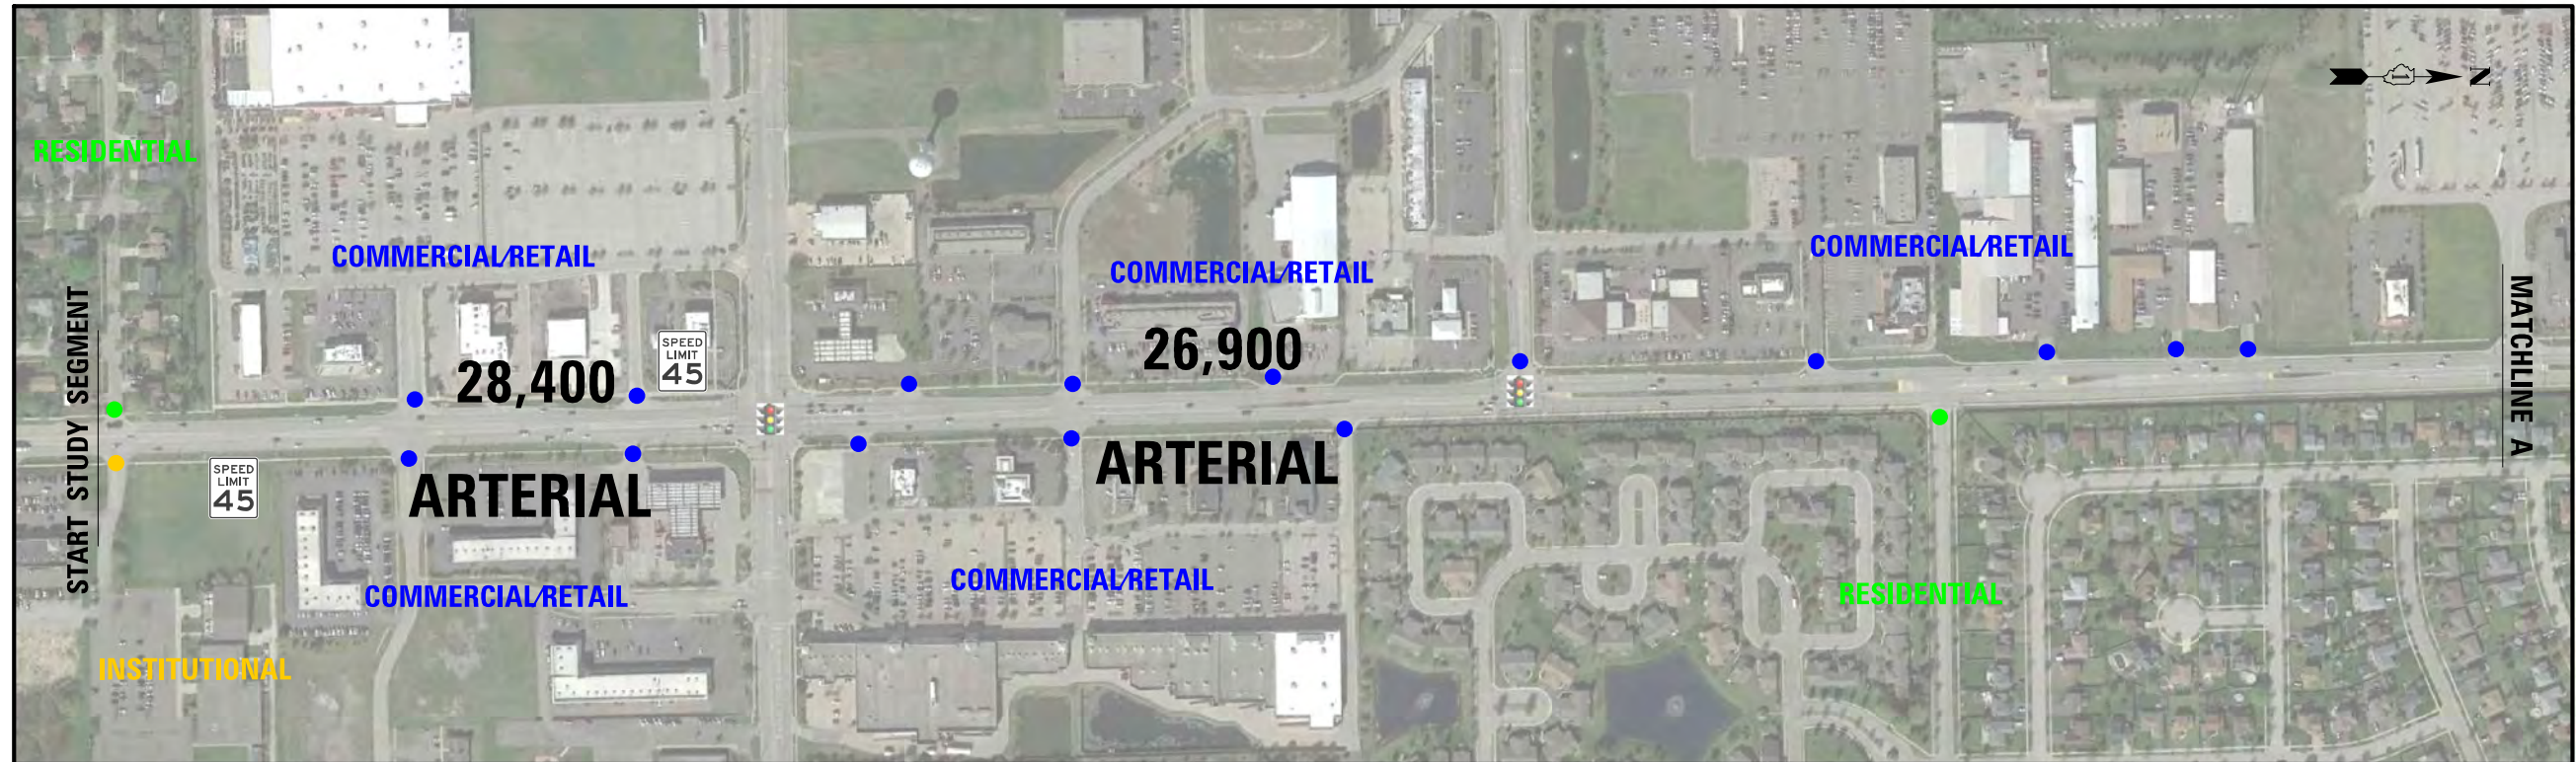 N
RESIDENTIAL
COMMERCIAL/RETAIL
COMMERCIAL/RETAIL
COMMERCIAL/RETAIL
START STUDY SEGMENT
MATCHLINE A
28,400
SPEED
LIMIT
45
26,900
SPEED
LIMIT
45
ARTERIAL
ARTERIAL
COMMERCIAL/RETAIL
COMMERCIAL/RETAIL
RESIDENTIAL
INSTITUTIONAL